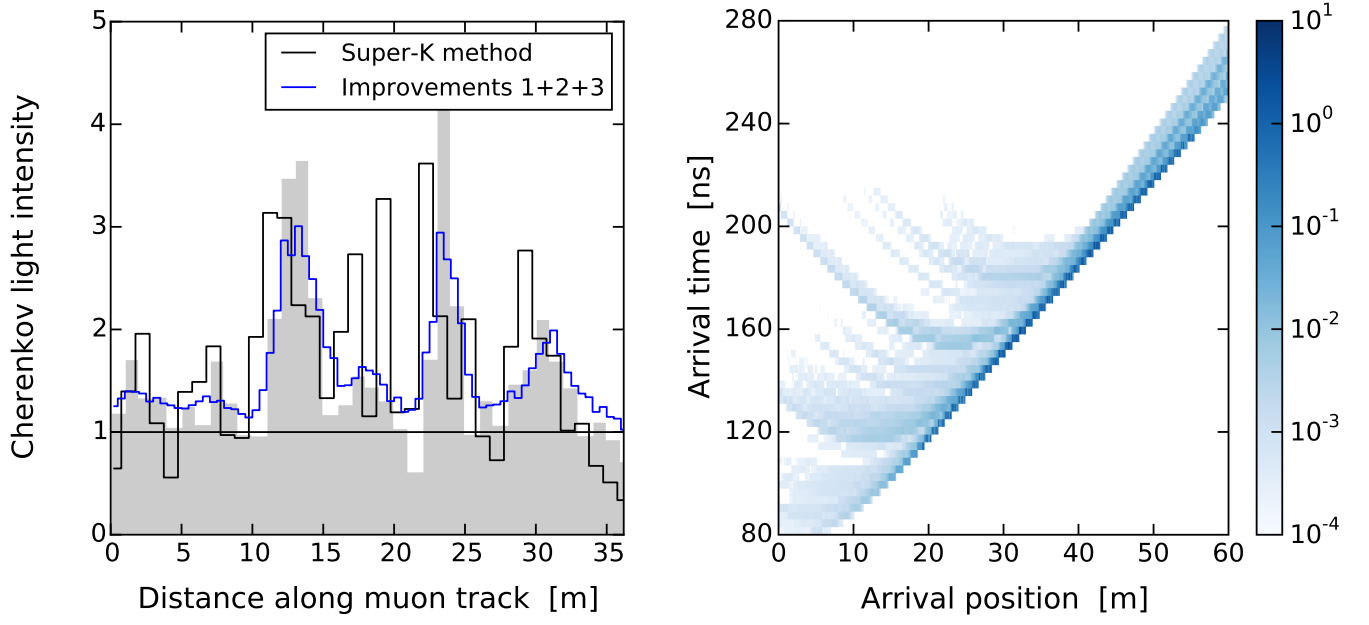 Cherenkov light intensity
5
4
3
2
1
0
Super-K method
Improvements 1+2+3
0 5 10 15 20 25 30 35
Distance along muon track [m]
Arrival time [ns]
280
240
200
160
120
80
0 10 20 30 40 50 60
Arrival position [m]
10^1
10^0
10^-1
10^-2
10^-3
10^-4